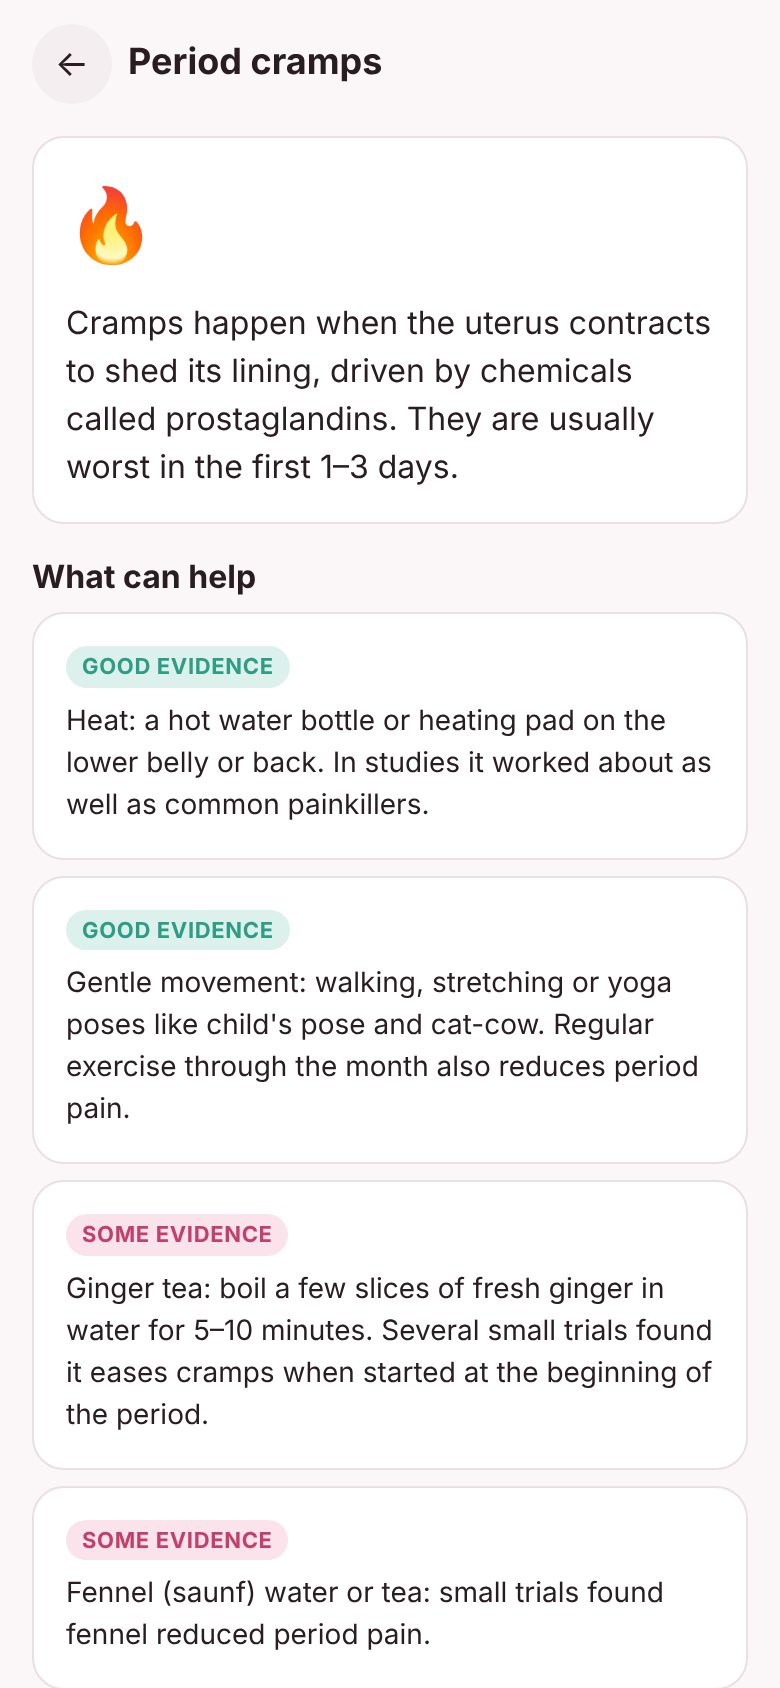 Period cramps
Cramps happen when the uterus contracts
to shed its lining, driven by chemicals
called prostaglandins. They are usually
worst in the first 1–3 days.
What can help
GOOD EVIDENCE
Heat: a hot water bottle or heating pad on the
lower belly or back. In studies it worked about as
well as common painkillers.
GOOD EVIDENCE
Gentle movement: walking, stretching or yoga
poses like child's pose and cat-cow. Regular
exercise through the month also reduces period
pain.
SOME EVIDENCE
Ginger tea: boil a few slices of fresh ginger in
water for 5–10 minutes. Several small trials found
it eases cramps when started at the beginning of
the period.
SOME EVIDENCE
Fennel (saunf) water or tea: small trials found
fennel reduced period pain.